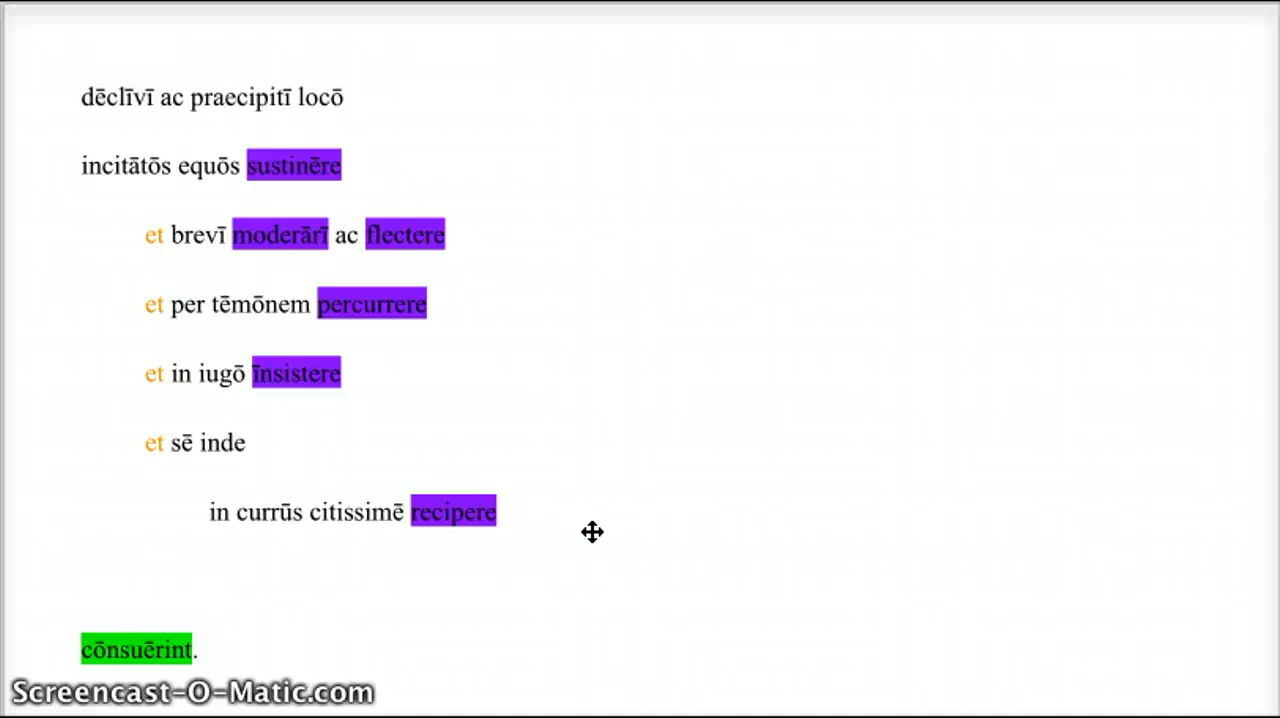 dēclīvī ac praecipitī locō
incitātōs equōs sustinēre
et brevī moderārī ac flectere
et per tēmōnem percurrere
et in iugō īnsistere
et sē inde
in currūs citissimē recipere
cōnsuērint.
Screencast-O-Matic.com